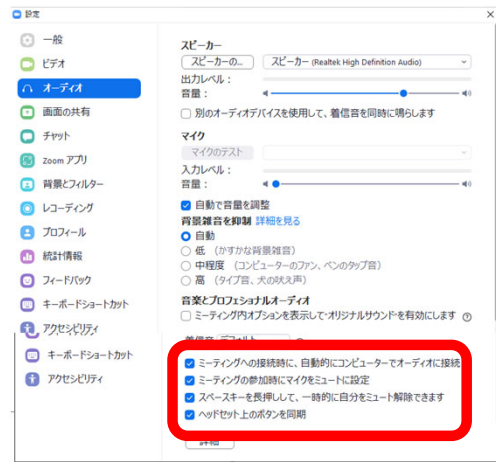 設定
一般
ビデオ
オーディオ
画面の共有
チャット
Zoom アプリ
背景とフィルター
レコーディング
プロフィール
統計情報
フィードバック
キーボードショートカット
アクセシビリティ
キーボードショートカット
アクセシビリティ
スピーカー
スピーカーの... スピーカー (Realtek High Definition Audio)
出力レベル：
音量：
別のオーディオデバイスを使用して、着信音を同時に鳴らします
マイク
マイクのテスト
入力レベル：
音量：
自動で音量を調整
背景雑音を抑制 詳細を見る
自動
低 (かすかな背景雑音)
中程度 (コンピューターのファン、ペンのタップ音)
高 (タイプ音、犬の吠え声)
音楽とプロフェショナルオーディオ
ミーティング内オプションを表示して"オリジナルサウンド"を有効にします
着信音 デフォルト
ミーティングへの接続時に、自動的にコンピューターでオーディオに接続
ミーティングの参加時にマイクをミュートに設定
スペースキーを長押しして、一時的に自分をミュート解除できます
ヘッドセット上のボタンを同期
詳細